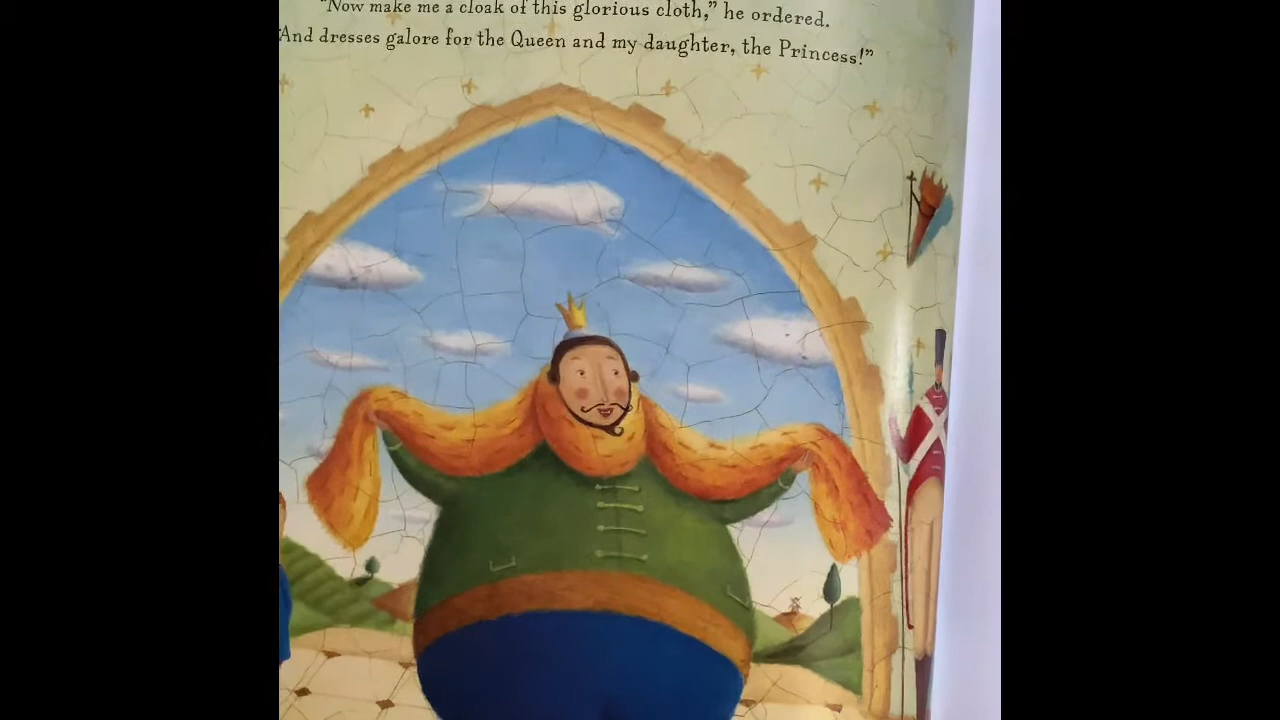 "Now make me a cloak of this glorious cloth," he ordered.
"And dresses galore for the Queen and my daughter, the Princess!"